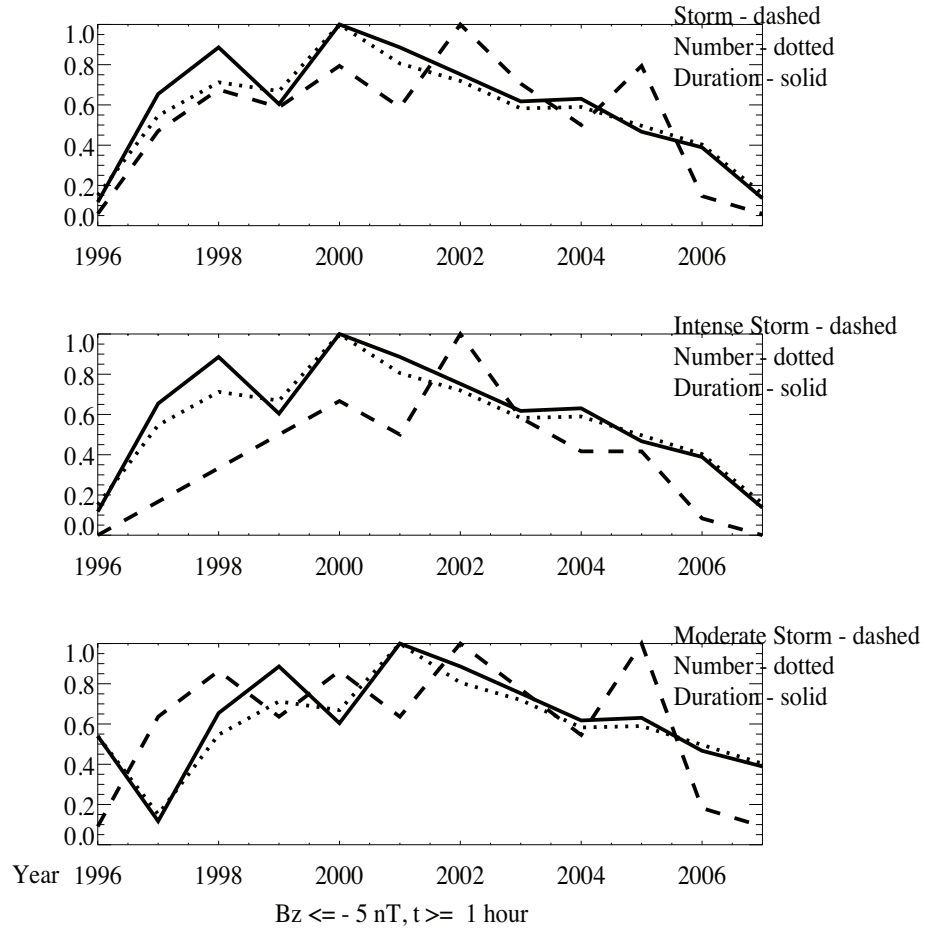 Storm - dashed
Number - dotted
Duration - solid
1.0
0.8
0.6
0.4
0.2
0.0
1996 1998 2000 2002 2004 2006
Intense Storm - dashed
Number - dotted
Duration - solid
1.0
0.8
0.6
0.4
0.2
0.0
1996 1998 2000 2002 2004 2006
Moderate Storm - dashed
Number - dotted
Duration - solid
1.0
0.8
0.6
0.4
0.2
0.0
Year 1996 1998 2000 2002 2004 2006
Bz <= - 5 nT, t >= 1 hour